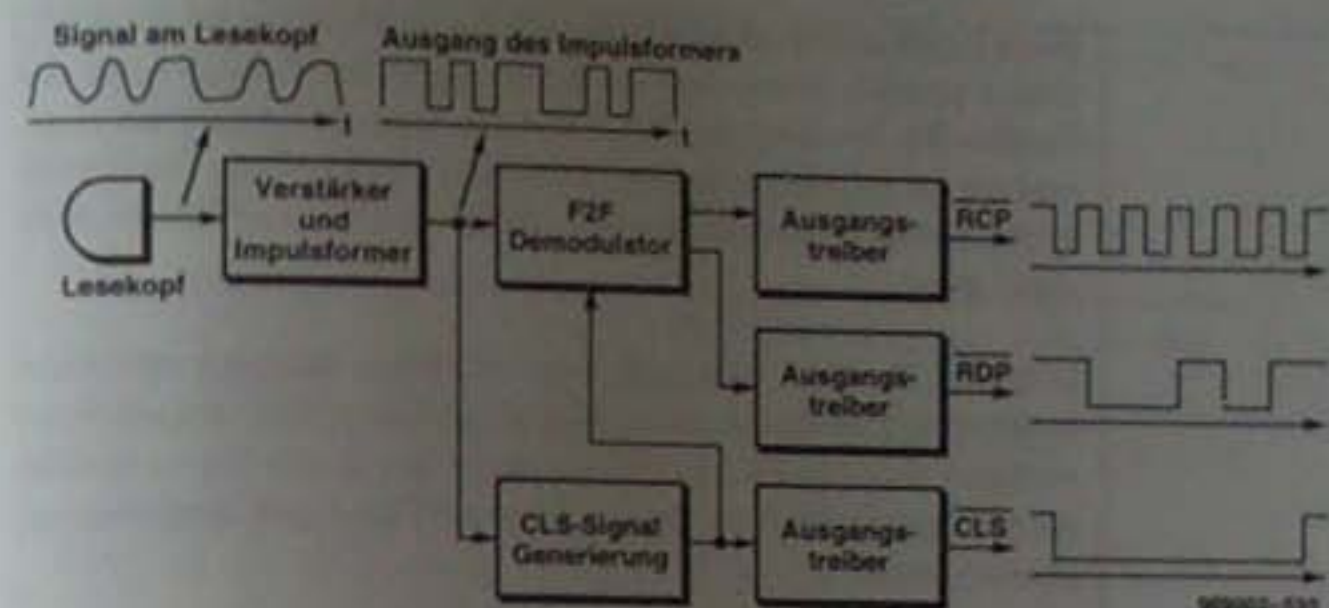 Signal am Lesekopf
Ausgang des Impulsformers
t
t
Verstärker
und
Impulsformer
Lesekopf
F2F
Demodulator
Ausgangs-
treiber
RCP
Ausgangs-
treiber
RDP
CLS-Signal
Generierung
Ausgangs-
treiber
CLS